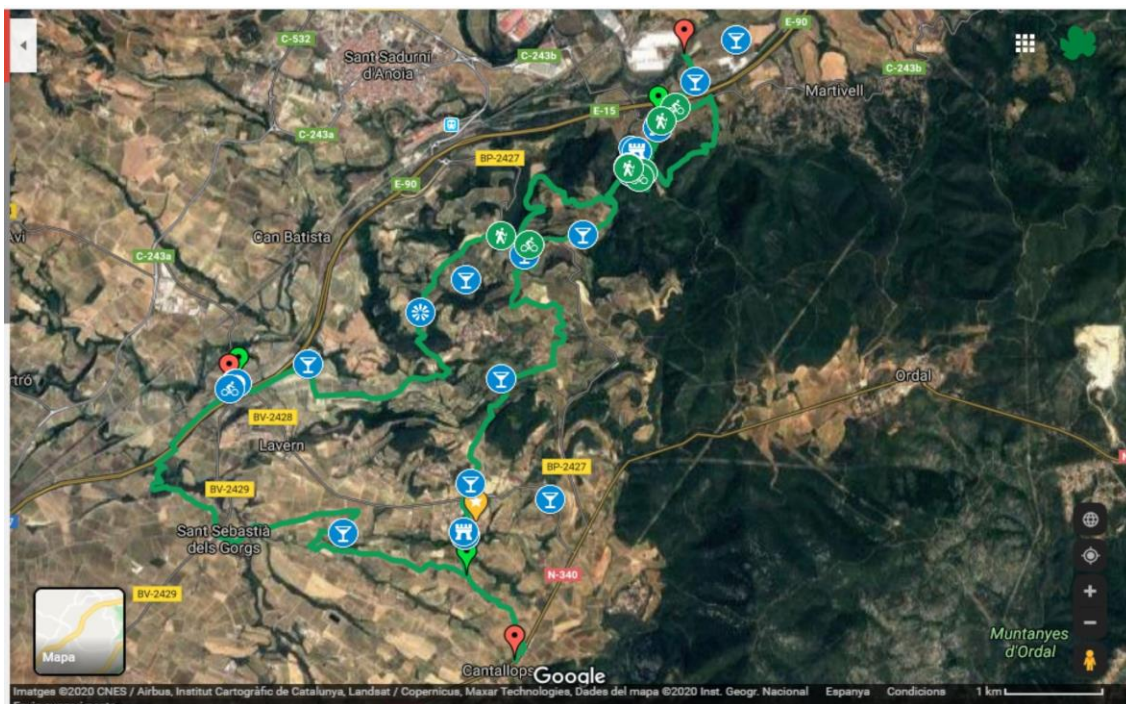 E-90
C-532
Sant Sadurní
d'Anoia
C-243b
C-243b
Martivell
E-15
C-243a
BP-2427
E-90
Can Batista
C-243a
Ordal
BV-2428
Lavern
BP-2427
BV-2429
Sant Sebastià
dels Gorgs
N-340
BV-2429
Muntanyes
d'Ordal
Mapa
Cantallops
Google
Imatges ©2020 CNES / Airbus, Institut Cartogràfic de Catalunya, Landsat / Copernicus, Maxar Technologies, Dades del mapa ©2020 Inst. Geogr. Nacional Espanya Condicions 1 km